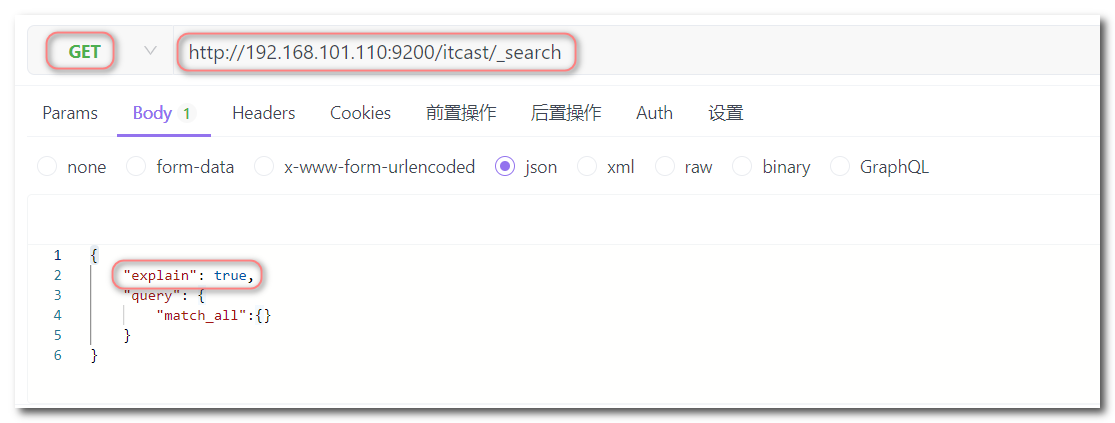 GET http://192.168.101.110:9200/itcast/_search
Params Body 1 Headers Cookies 前置操作 后置操作 Auth 设置
none form-data x-www-form-urlencoded json xml raw binary GraphQL
1 {
2 "explain": true,
3 "query": {
4 "match_all":{}
5 }
6 }